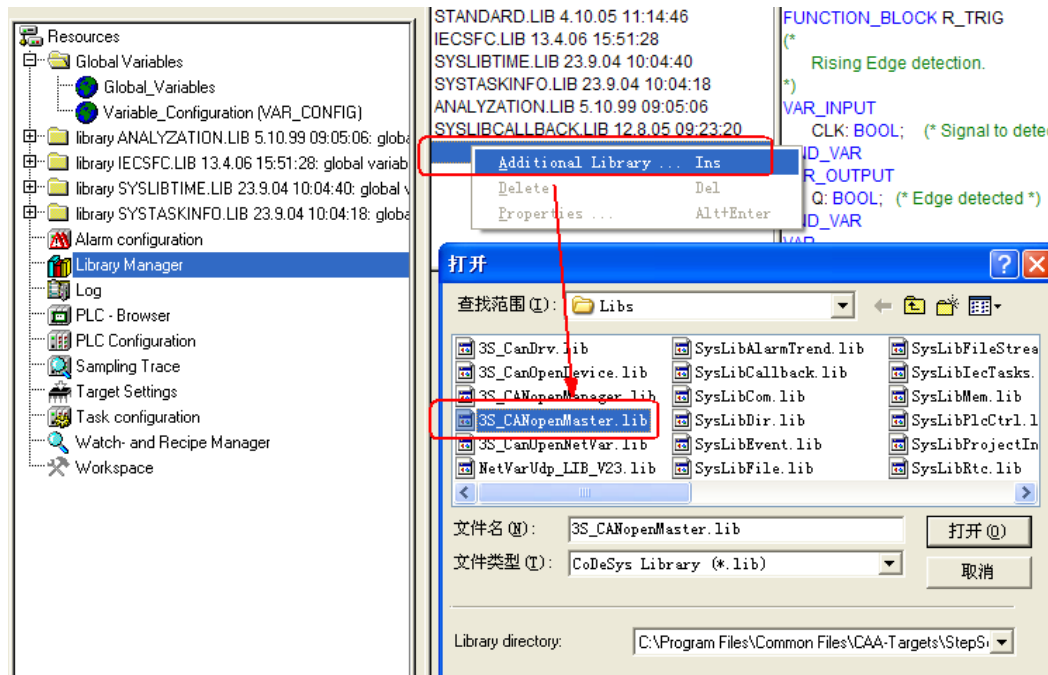 Resources
Global Variables
Global_Variables
Variable_Configuration (VAR_CONFIG)
library ANALYZATION.LIB 5.10.99 09:05:06: globa
library IECSFC.LIB 13.4.06 15:51:28: global variab
library SYSLIBTIME.LIB 23.9.04 10:04:40: global v
library SYSTASKINFO.LIB 23.9.04 10:04:18: globa
Alarm configuration
Library Manager
Log
PLC - Browser
PLC Configuration
Sampling Trace
Target Settings
Task configuration
Watch- and Recipe Manager
Workspace
STANDARD.LIB 4.10.05 11:14:46
IECSFC.LIB 13.4.06 15:51:28
SYSLIBTIME.LIB 23.9.04 10:04:40
SYSTASKINFO.LIB 23.9.04 10:04:18
ANALYZATION.LIB 5.10.99 09:05:06
SYSLIBCALLBACK.LIB 12.8.05 09:23:20
Additional Library ... Ins
Delete Del
Properties ... Alt+Enter
FUNCTION_BLOCK R_TRIG
(*
Rising Edge detection.
*)
VAR_INPUT
CLK: BOOL; (* Signal to detec
ND_VAR
R_OUTPUT
Q: BOOL; (* Edge detected *)
ND_VAR
VAR
打开
查找范围(I): Libs
3S_CanDrv.lib
3S_CanOpenDevice.lib
3S_CANopenManager.lib
3S_CANopenMaster.lib
3S_CanOpenNetVar.lib
NetVarUdp_LIB_V23.lib
SysLibAlarmTrend.lib
SysLibCallback.lib
SysLibCom.lib
SysLibDir.lib
SysLibEvent.lib
SysLibFile.lib
SysLibFileStrea
SysLibIecTasks.
SysLibMem.lib
SysLibPlcCtrl.l
SysLibProjectIn
SysLibRtc.lib
文件名(N): 3S_CANopenMaster.lib 打开(O)
文件类型(T): CoDeSys Library (*.lib) 取消
Library directory: C:\Program Files\Common Files\CAA-Targets\StepS